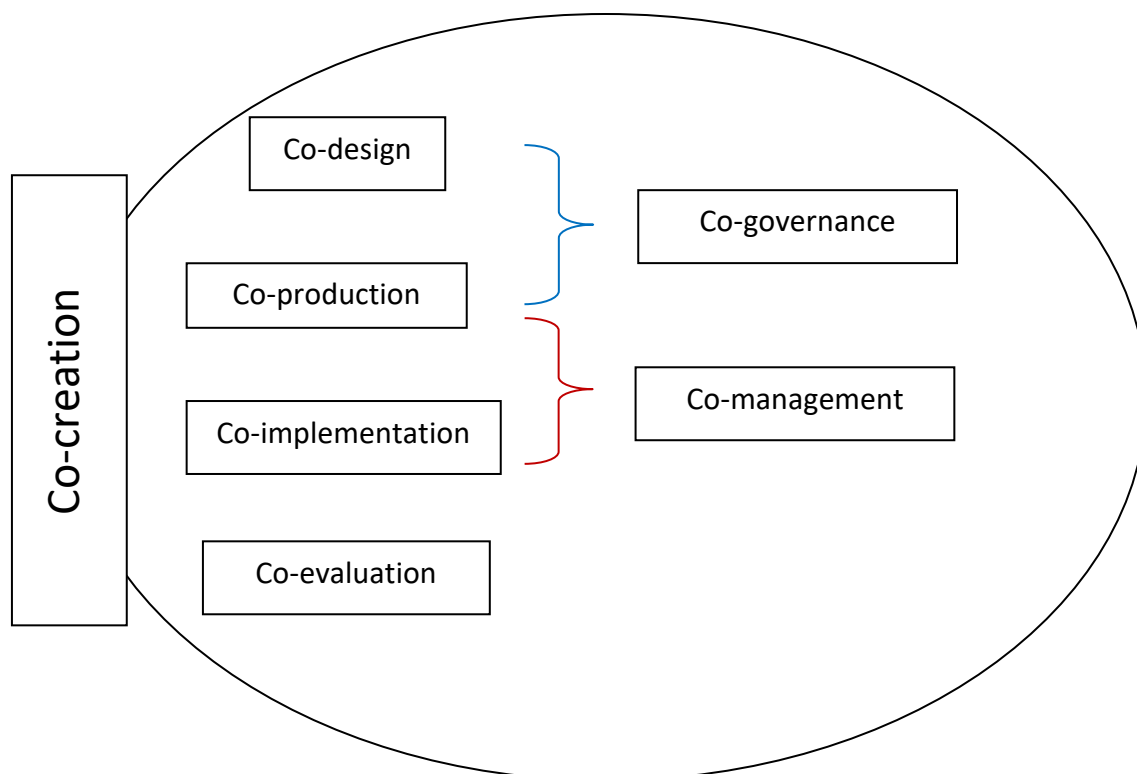 Co-creation
Co-design
Co-production
Co-implementation
Co-evaluation
Co-governance
Co-management